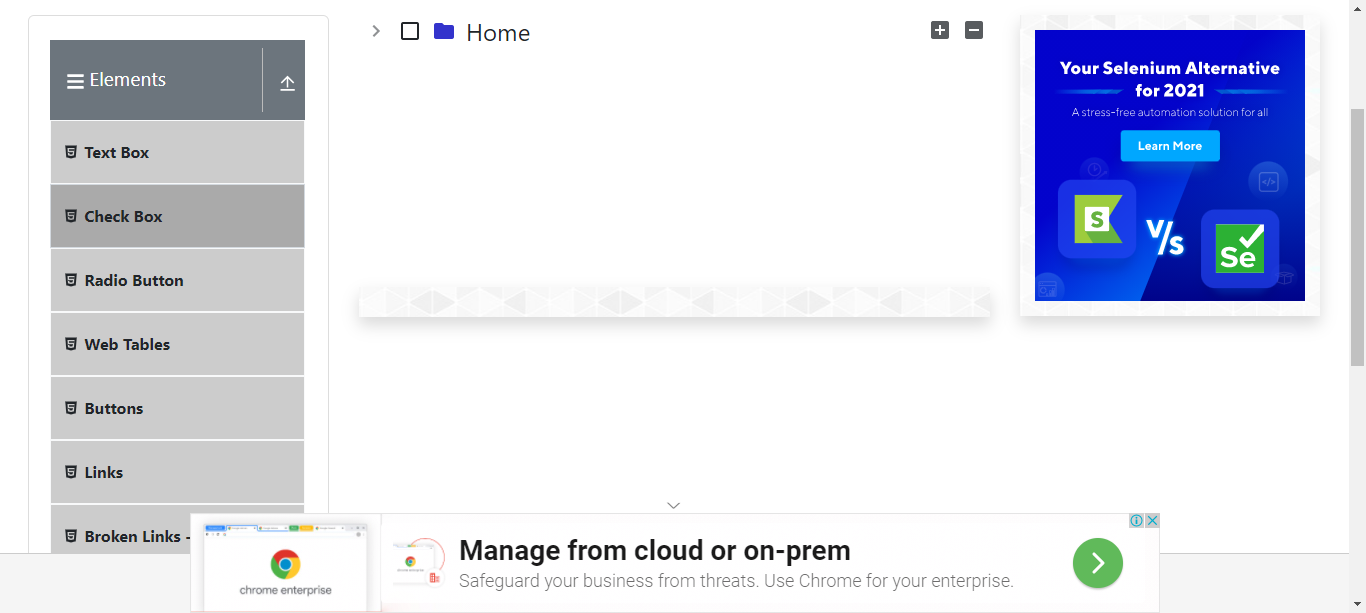 Elements
Text Box
Check Box
Radio Button
Web Tables
Buttons
Links
Broken Links -
Home
Your Selenium Alternative
for 2021
A stress-free automation solution for all
Learn More
S
V/S
Se
chrome enterprise
Manage from cloud or on-prem
Safeguard your business from threats. Use Chrome for your enterprise.